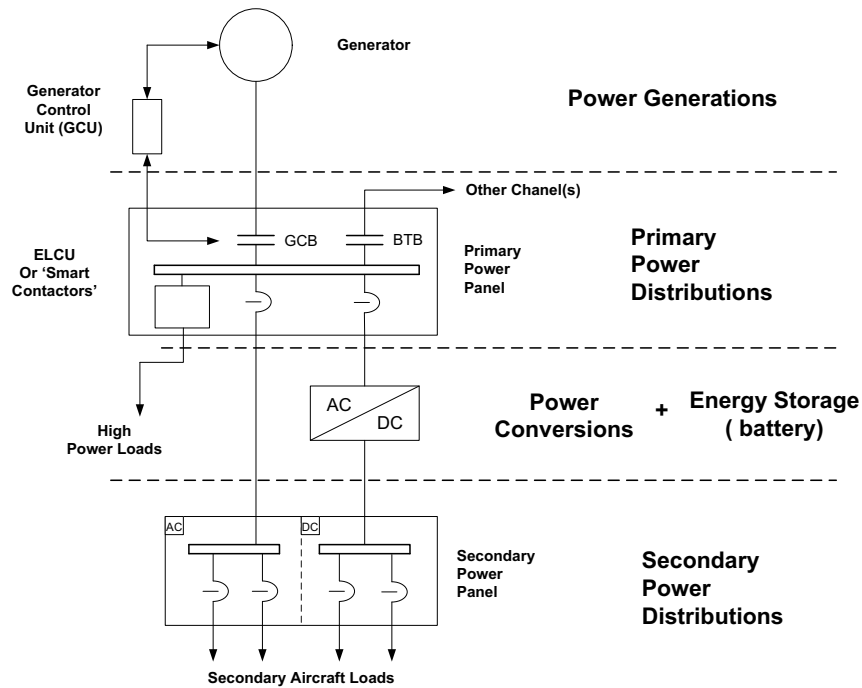 Generator
Generator
Control
Unit (GCU)
Power Generations
Other Chanel(s)
GCB
BTB
ELCU
Or 'Smart
Contactors'
Primary
Power
Panel
Primary
Power
Distributions
High
Power Loads
AC
DC
Power
Conversions
+
Energy Storage
( battery)
AC
DC
Secondary
Power
Panel
Secondary
Power
Distributions
Secondary Aircraft Loads